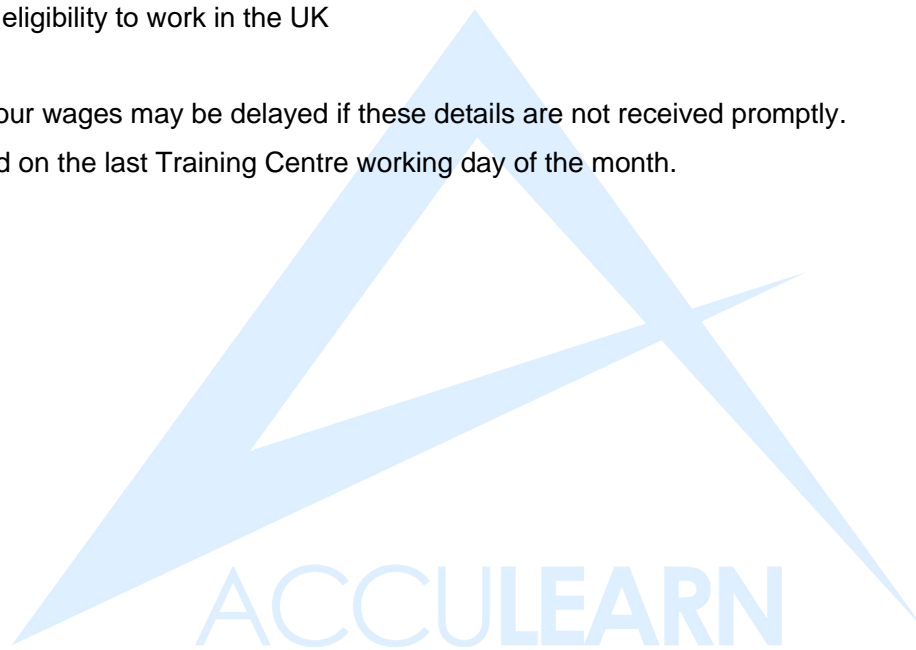 eligibility to work in the UK
our wages may be delayed if these details are not received promptly.
d on the last Training Centre working day of the month.
ACCULEARN